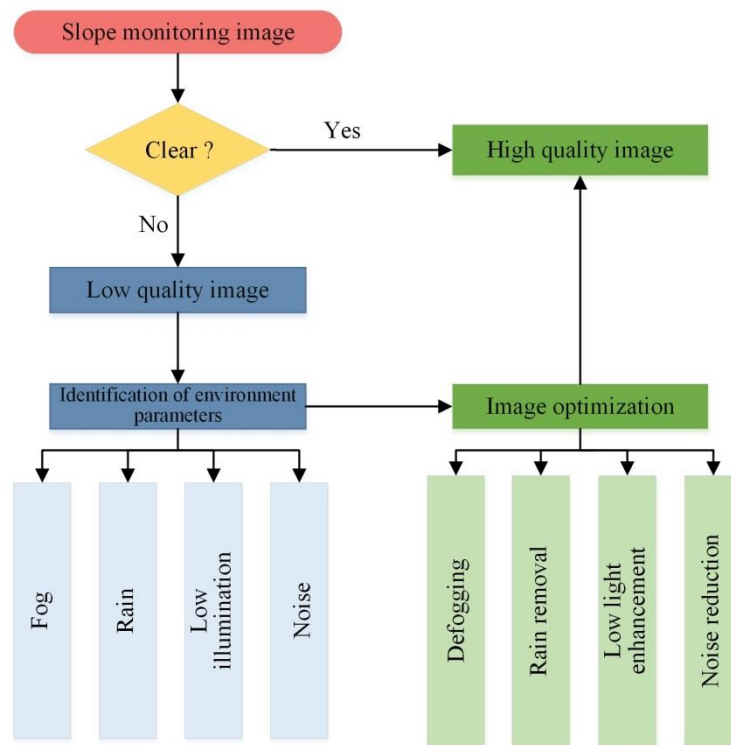 Slope monitoring image
Clear ?
Yes
High quality image
No
Low quality image
Identification of environment
parameters
Image optimization
Fog
Rain
Low
illumination
Noise
Defogging
Rain removal
Low light
enhancement
Noise reduction